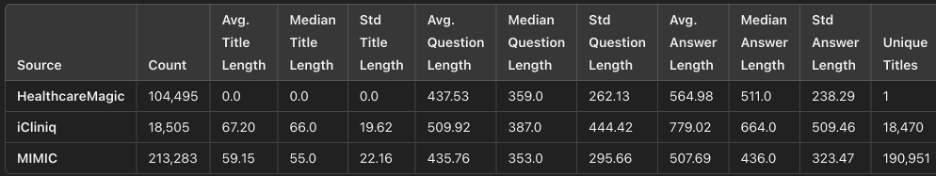 Source Count Avg. Title Length Median Title Length Std Title Length Avg. Question Length Median Question Length Std Question Length Avg. Answer Length Median Answer Length Std Answer Length Unique Titles
HealthcareMagic 104,495 0.0 0.0 0.0 437.53 359.0 262.13 564.98 511.0 238.29 1
iCliniq 18,505 67.20 66.0 19.62 509.92 387.0 444.42 779.02 664.0 509.46 18,470
MIMIC 213,283 59.15 55.0 22.16 435.76 353.0 295.66 507.69 436.0 323.47 190,951